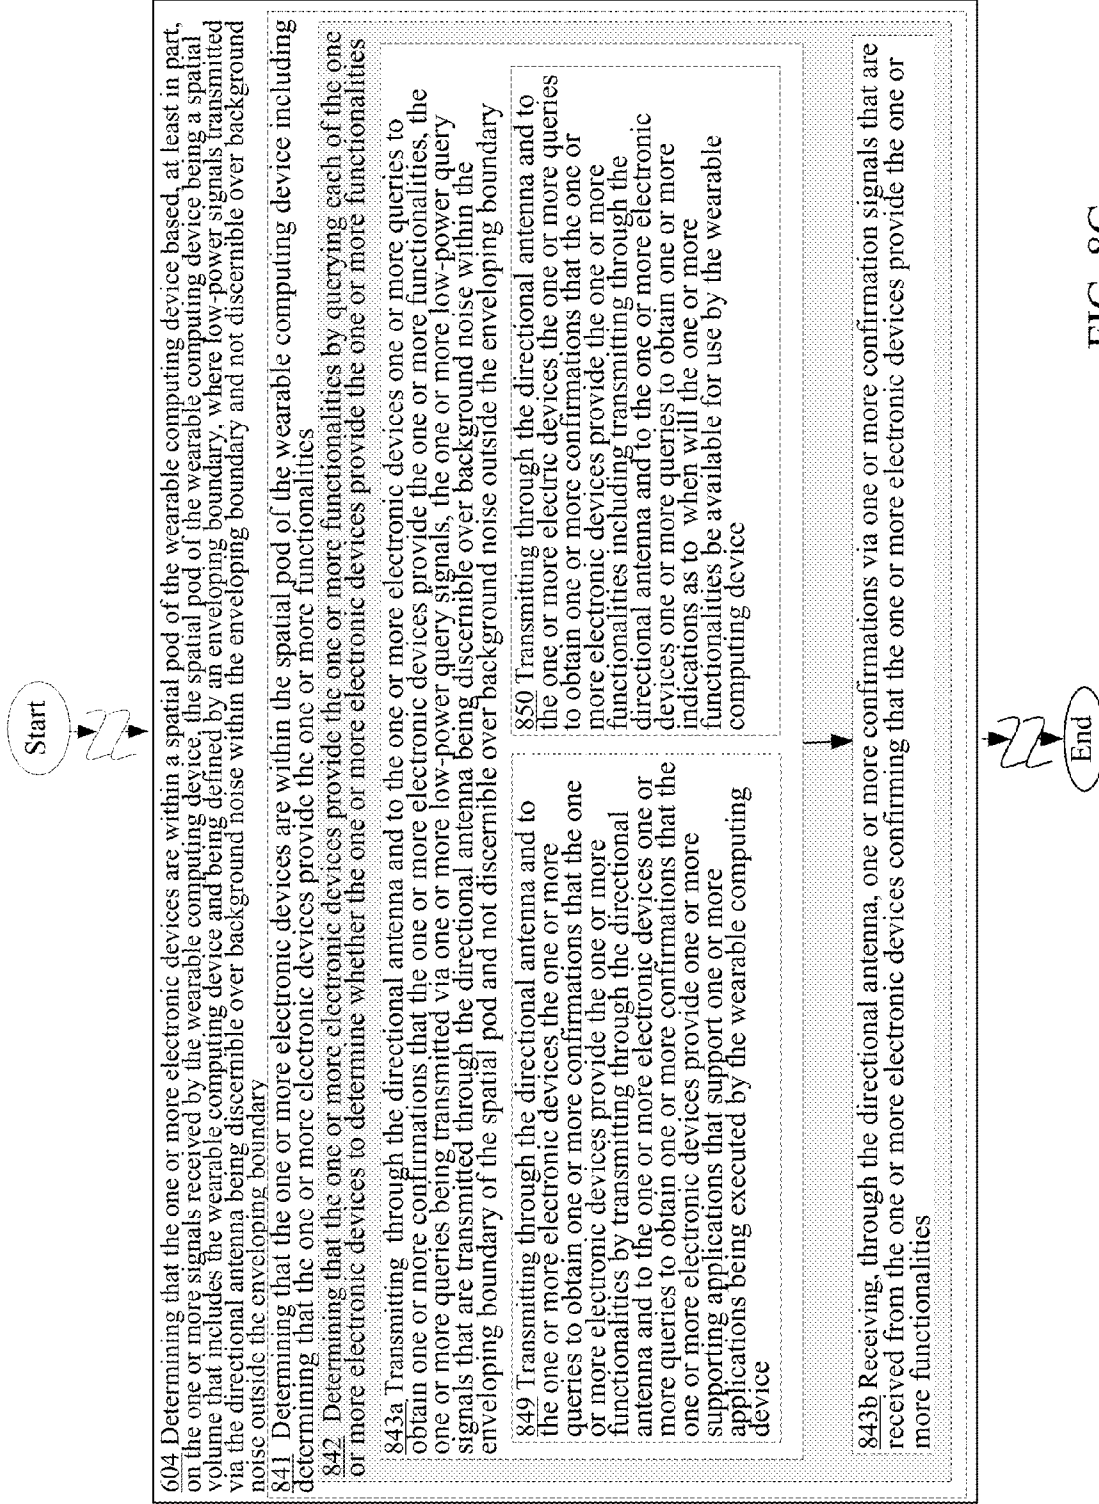 Start
604 Determining that the one or more electronic devices are within a spatial pod of the wearable computing device based, at least in part,
on the one or more signals received by the wearable computing device, the spatial pod of the wearable computing device being a spatial
volume that includes the wearable computing device and being defined by an enveloping boundary, where low-power signals transmitted
via the directional antenna being discernible over background noise within the enveloping boundary and not discernible over background
noise outside the enveloping boundary
841 Determining that the one or more electronic devices are within the spatial pod of the wearable computing device including
determining that the one or more electronic devices provide the one or more functionalities
842 Determining that the one or more electronic devices provide the one or more functionalities by querying each of the one
or more electronic devices to determine whether the one or more electronic devices provide the one or more functionalities
843a Transmitting through the directional antenna and to the one or more electronic devices one or more queries to
obtain one or more confirmations that the one or more electronic devices provide the one or more functionalities, the
one or more queries being transmitted via one or more low-power query signals, the one or more low-power query
signals that are transmitted through the directional antenna being discernible over background noise within the
enveloping boundary of the spatial pod and not discernible over background noise outside the enveloping boundary
849 Transmitting through the directional antenna and to
the one or more electronic devices the one or more
queries to obtain one or more confirmations that the one
or more electronic devices provide the one or more
functionalities by transmitting through the directional
antenna and to the one or more electronic devices one or
more queries to obtain one or more confirmations that the
one or more electronic devices provide one or more
supporting applications that support one or more
applications being executed by the wearable computing
device
850 Transmitting through the directional antenna and to
the one or more electric devices the one or more queries
to obtain one or more confirmations that the one or
more electronic devices provide the one or more
functionalities including transmitting through the
directional antenna and to the one or more electronic
devices one or more queries to obtain one or more
indications as to when will the one or more
functionalities be available for use by the wearable
computing device
843b Receiving, through the directional antenna, one or more confirmations via one or more confirmation signals that are
received from the one or more electronic devices confirming that the one or more electronic devices provide the one or
more functionalities
End